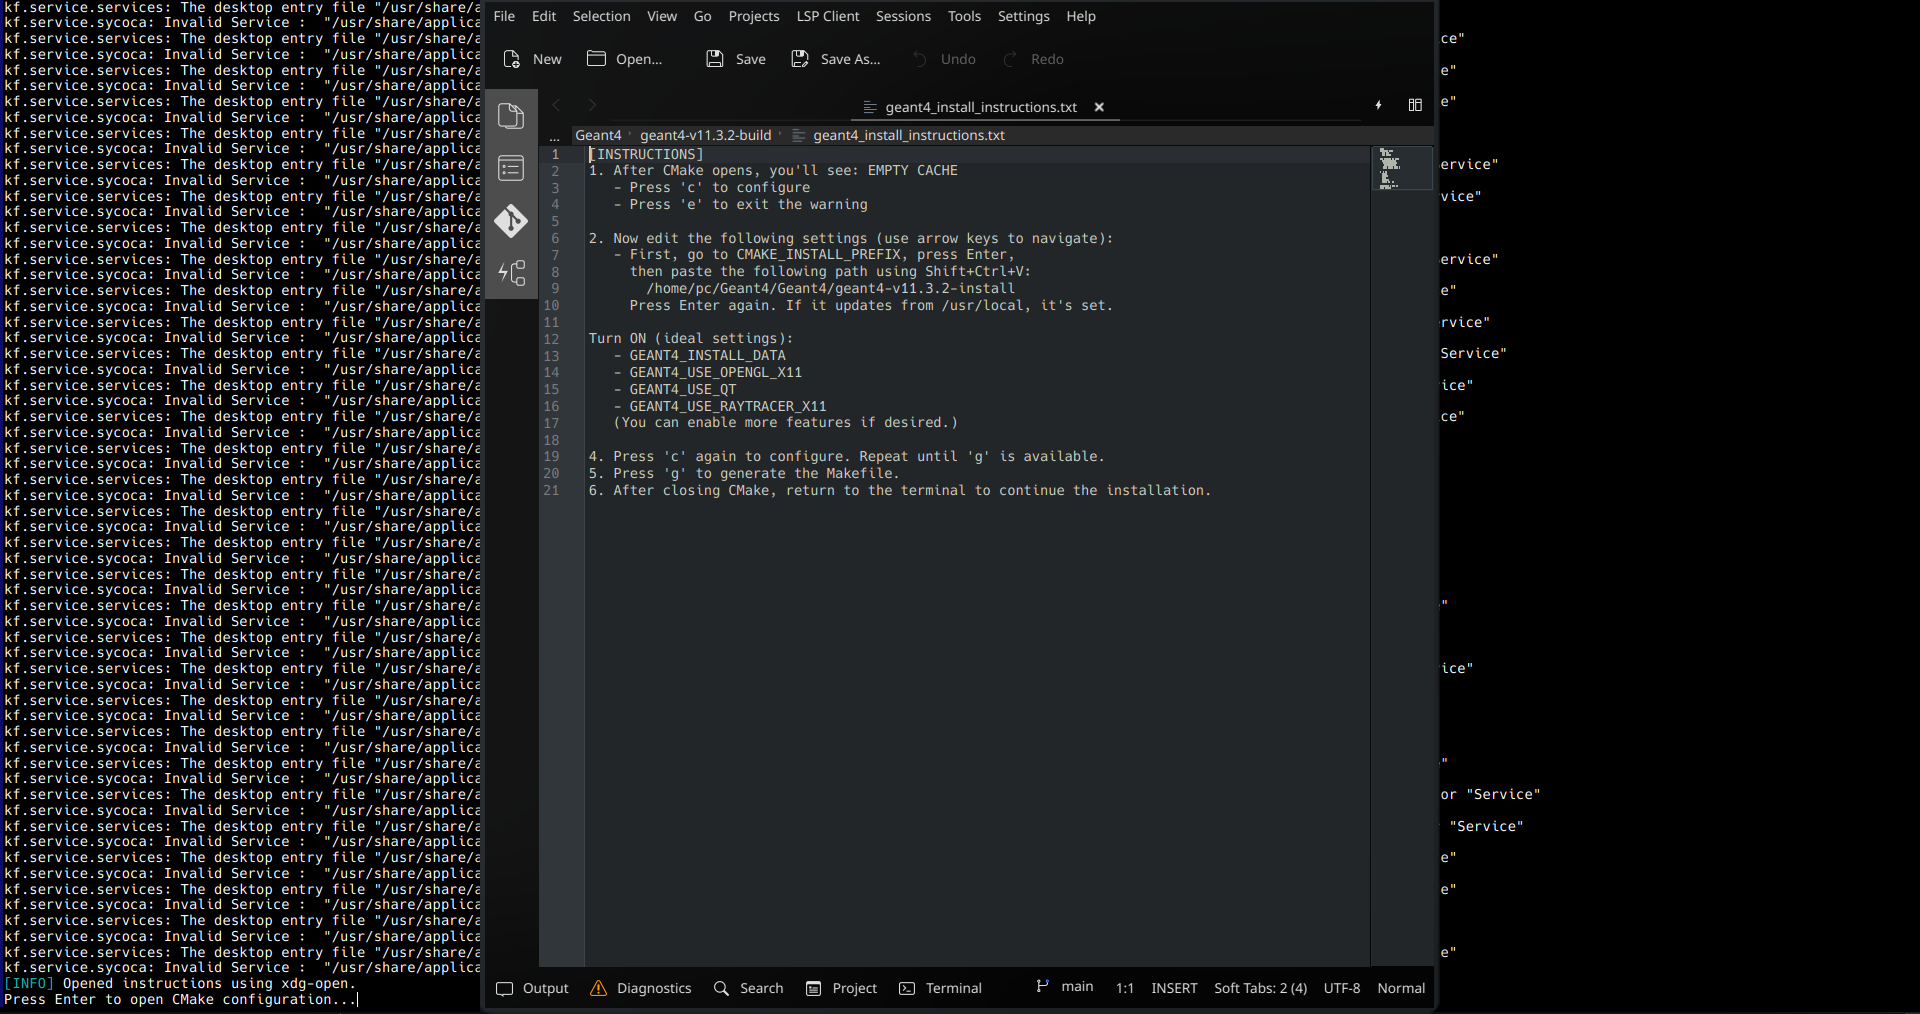 kf.service.services: The desktop entry file "/usr/share/a
kf.service.sycoca: Invalid Service :  "/usr/share/applica
kf.service.services: The desktop entry file "/usr/share/a
kf.service.sycoca: Invalid Service :  "/usr/share/applica
kf.service.services: The desktop entry file "/usr/share/a
kf.service.sycoca: Invalid Service :  "/usr/share/applica
kf.service.services: The desktop entry file "/usr/share/a
kf.service.sycoca: Invalid Service :  "/usr/share/applica
kf.service.services: The desktop entry file "/usr/share/a
kf.service.sycoca: Invalid Service :  "/usr/share/applica
kf.service.services: The desktop entry file "/usr/share/a
kf.service.sycoca: Invalid Service :  "/usr/share/applica
kf.service.services: The desktop entry file "/usr/share/a
kf.service.sycoca: Invalid Service :  "/usr/share/applica
kf.service.services: The desktop entry file "/usr/share/a
kf.service.sycoca: Invalid Service :  "/usr/share/applica
kf.service.services: The desktop entry file "/usr/share/a
kf.service.sycoca: Invalid Service :  "/usr/share/applica
kf.service.services: The desktop entry file "/usr/share/a
kf.service.sycoca: Invalid Service :  "/usr/share/applica
kf.service.services: The desktop entry file "/usr/share/a
kf.service.sycoca: Invalid Service :  "/usr/share/applica
kf.service.services: The desktop entry file "/usr/share/a
kf.service.sycoca: Invalid Service :  "/usr/share/applica
kf.service.services: The desktop entry file "/usr/share/a
kf.service.sycoca: Invalid Service :  "/usr/share/applica
kf.service.services: The desktop entry file "/usr/share/a
kf.service.sycoca: Invalid Service :  "/usr/share/applica
kf.service.services: The desktop entry file "/usr/share/a
kf.service.sycoca: Invalid Service :  "/usr/share/applica
kf.service.services: The desktop entry file "/usr/share/a
kf.service.sycoca: Invalid Service :  "/usr/share/applica
kf.service.services: The desktop entry file "/usr/share/a
kf.service.sycoca: Invalid Service :  "/usr/share/applica
kf.service.services: The desktop entry file "/usr/share/a
kf.service.sycoca: Invalid Service :  "/usr/share/applica
kf.service.services: The desktop entry file "/usr/share/a
kf.service.sycoca: Invalid Service :  "/usr/share/applica
kf.service.services: The desktop entry file "/usr/share/a
kf.service.sycoca: Invalid Service :  "/usr/share/applica
kf.service.services: The desktop entry file "/usr/share/a
kf.service.sycoca: Invalid Service :  "/usr/share/applica
kf.service.services: The desktop entry file "/usr/share/a
kf.service.sycoca: Invalid Service :  "/usr/share/applica
kf.service.services: The desktop entry file "/usr/share/a
kf.service.sycoca: Invalid Service :  "/usr/share/applica
kf.service.services: The desktop entry file "/usr/share/a
kf.service.sycoca: Invalid Service :  "/usr/share/applica
kf.service.services: The desktop entry file "/usr/share/a
kf.service.sycoca: Invalid Service :  "/usr/share/applica
kf.service.services: The desktop entry file "/usr/share/a
kf.service.sycoca: Invalid Service :  "/usr/share/applica
kf.service.services: The desktop entry file "/usr/share/a
kf.service.sycoca: Invalid Service :  "/usr/share/applica
kf.service.services: The desktop entry file "/usr/share/a
kf.service.sycoca: Invalid Service :  "/usr/share/applica
kf.service.services: The desktop entry file "/usr/share/a
kf.service.sycoca: Invalid Service :  "/usr/share/applica
kf.service.services: The desktop entry file "/usr/share/a
kf.service.sycoca: Invalid Service :  "/usr/share/applica
kf.service.services: The desktop entry file "/usr/share/a
kf.service.sycoca: Invalid Service :  "/usr/share/applica
[INFO] Opened instructions using xdg-open.
Press Enter to open CMake configuration...
File Edit Selection View Go Projects LSP Client Sessions Tools Settings Help
New Open... Save Save As... Undo Redo
geant4_install_instructions.txt
... Geant4 › geant4-v11.3.2-build › geant4_install_instructions.txt
1 [INSTRUCTIONS]
2 1. After CMake opens, you'll see: EMPTY CACHE
3    - Press 'c' to configure
4    - Press 'e' to exit the warning
5
6 2. Now edit the following settings (use arrow keys to navigate):
7    - First, go to CMAKE_INSTALL_PREFIX, press Enter,
8      then paste the following path using Shift+Ctrl+V:
9        /home/pc/Geant4/Geant4/geant4-v11.3.2-install
10      Press Enter again. If it updates from /usr/local, it's set.
11
12 Turn ON (ideal settings):
13    - GEANT4_INSTALL_DATA
14    - GEANT4_USE_OPENGL_X11
15    - GEANT4_USE_QT
16    - GEANT4_USE_RAYTRACER_X11
17    (You can enable more features if desired.)
18
19 4. Press 'c' again to configure. Repeat until 'g' is available.
20 5. Press 'g' to generate the Makefile.
21 6. After closing CMake, return to the terminal to continue the installation.
Output Diagnostics Search Project Terminal main 1:1 INSERT Soft Tabs: 2 (4) UTF-8 Normal
ce"
e"
e"
ervice"
vice"
ervice"
e"
rvice"
Service"
ice"
ce"
"
ice"
"
or "Service"
"Service"
e"
e"
e"